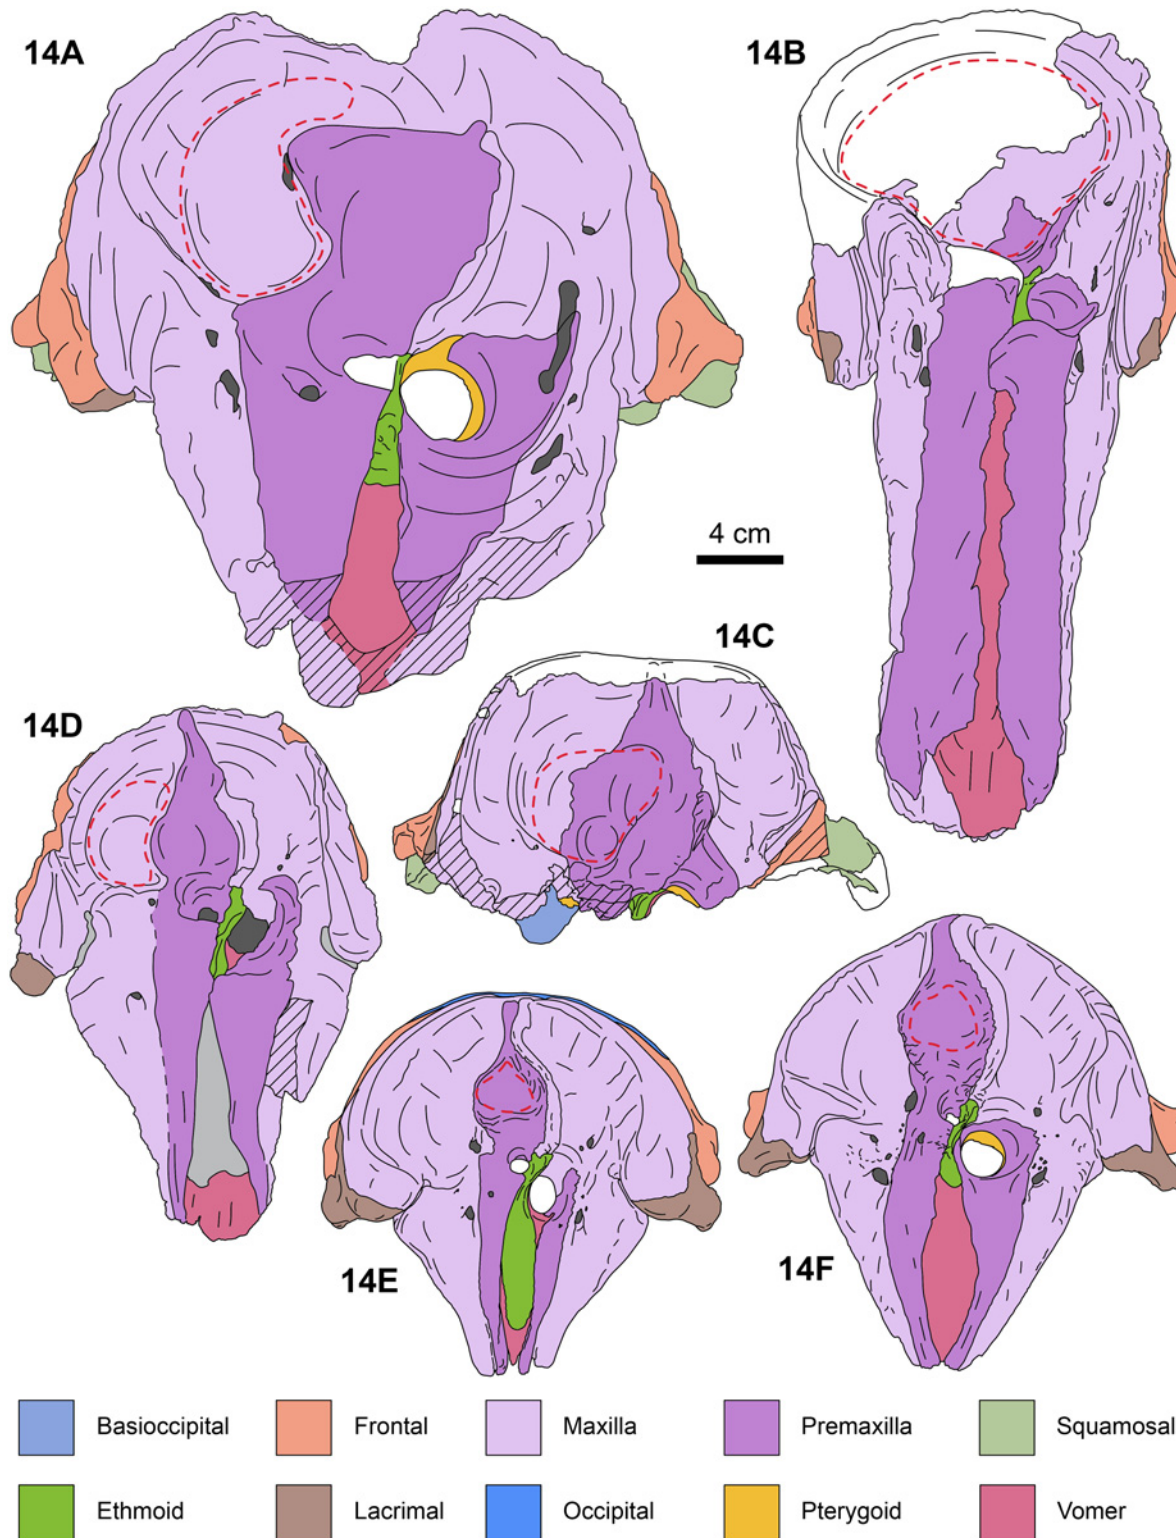 14A
14B
4 cm
14C
14D
14E
14F
Basioccipital
Frontal
Maxilla
Premaxilla
Squamosal
Ethmoid
Lacrimal
Occipital
Pterygoid
Vomer